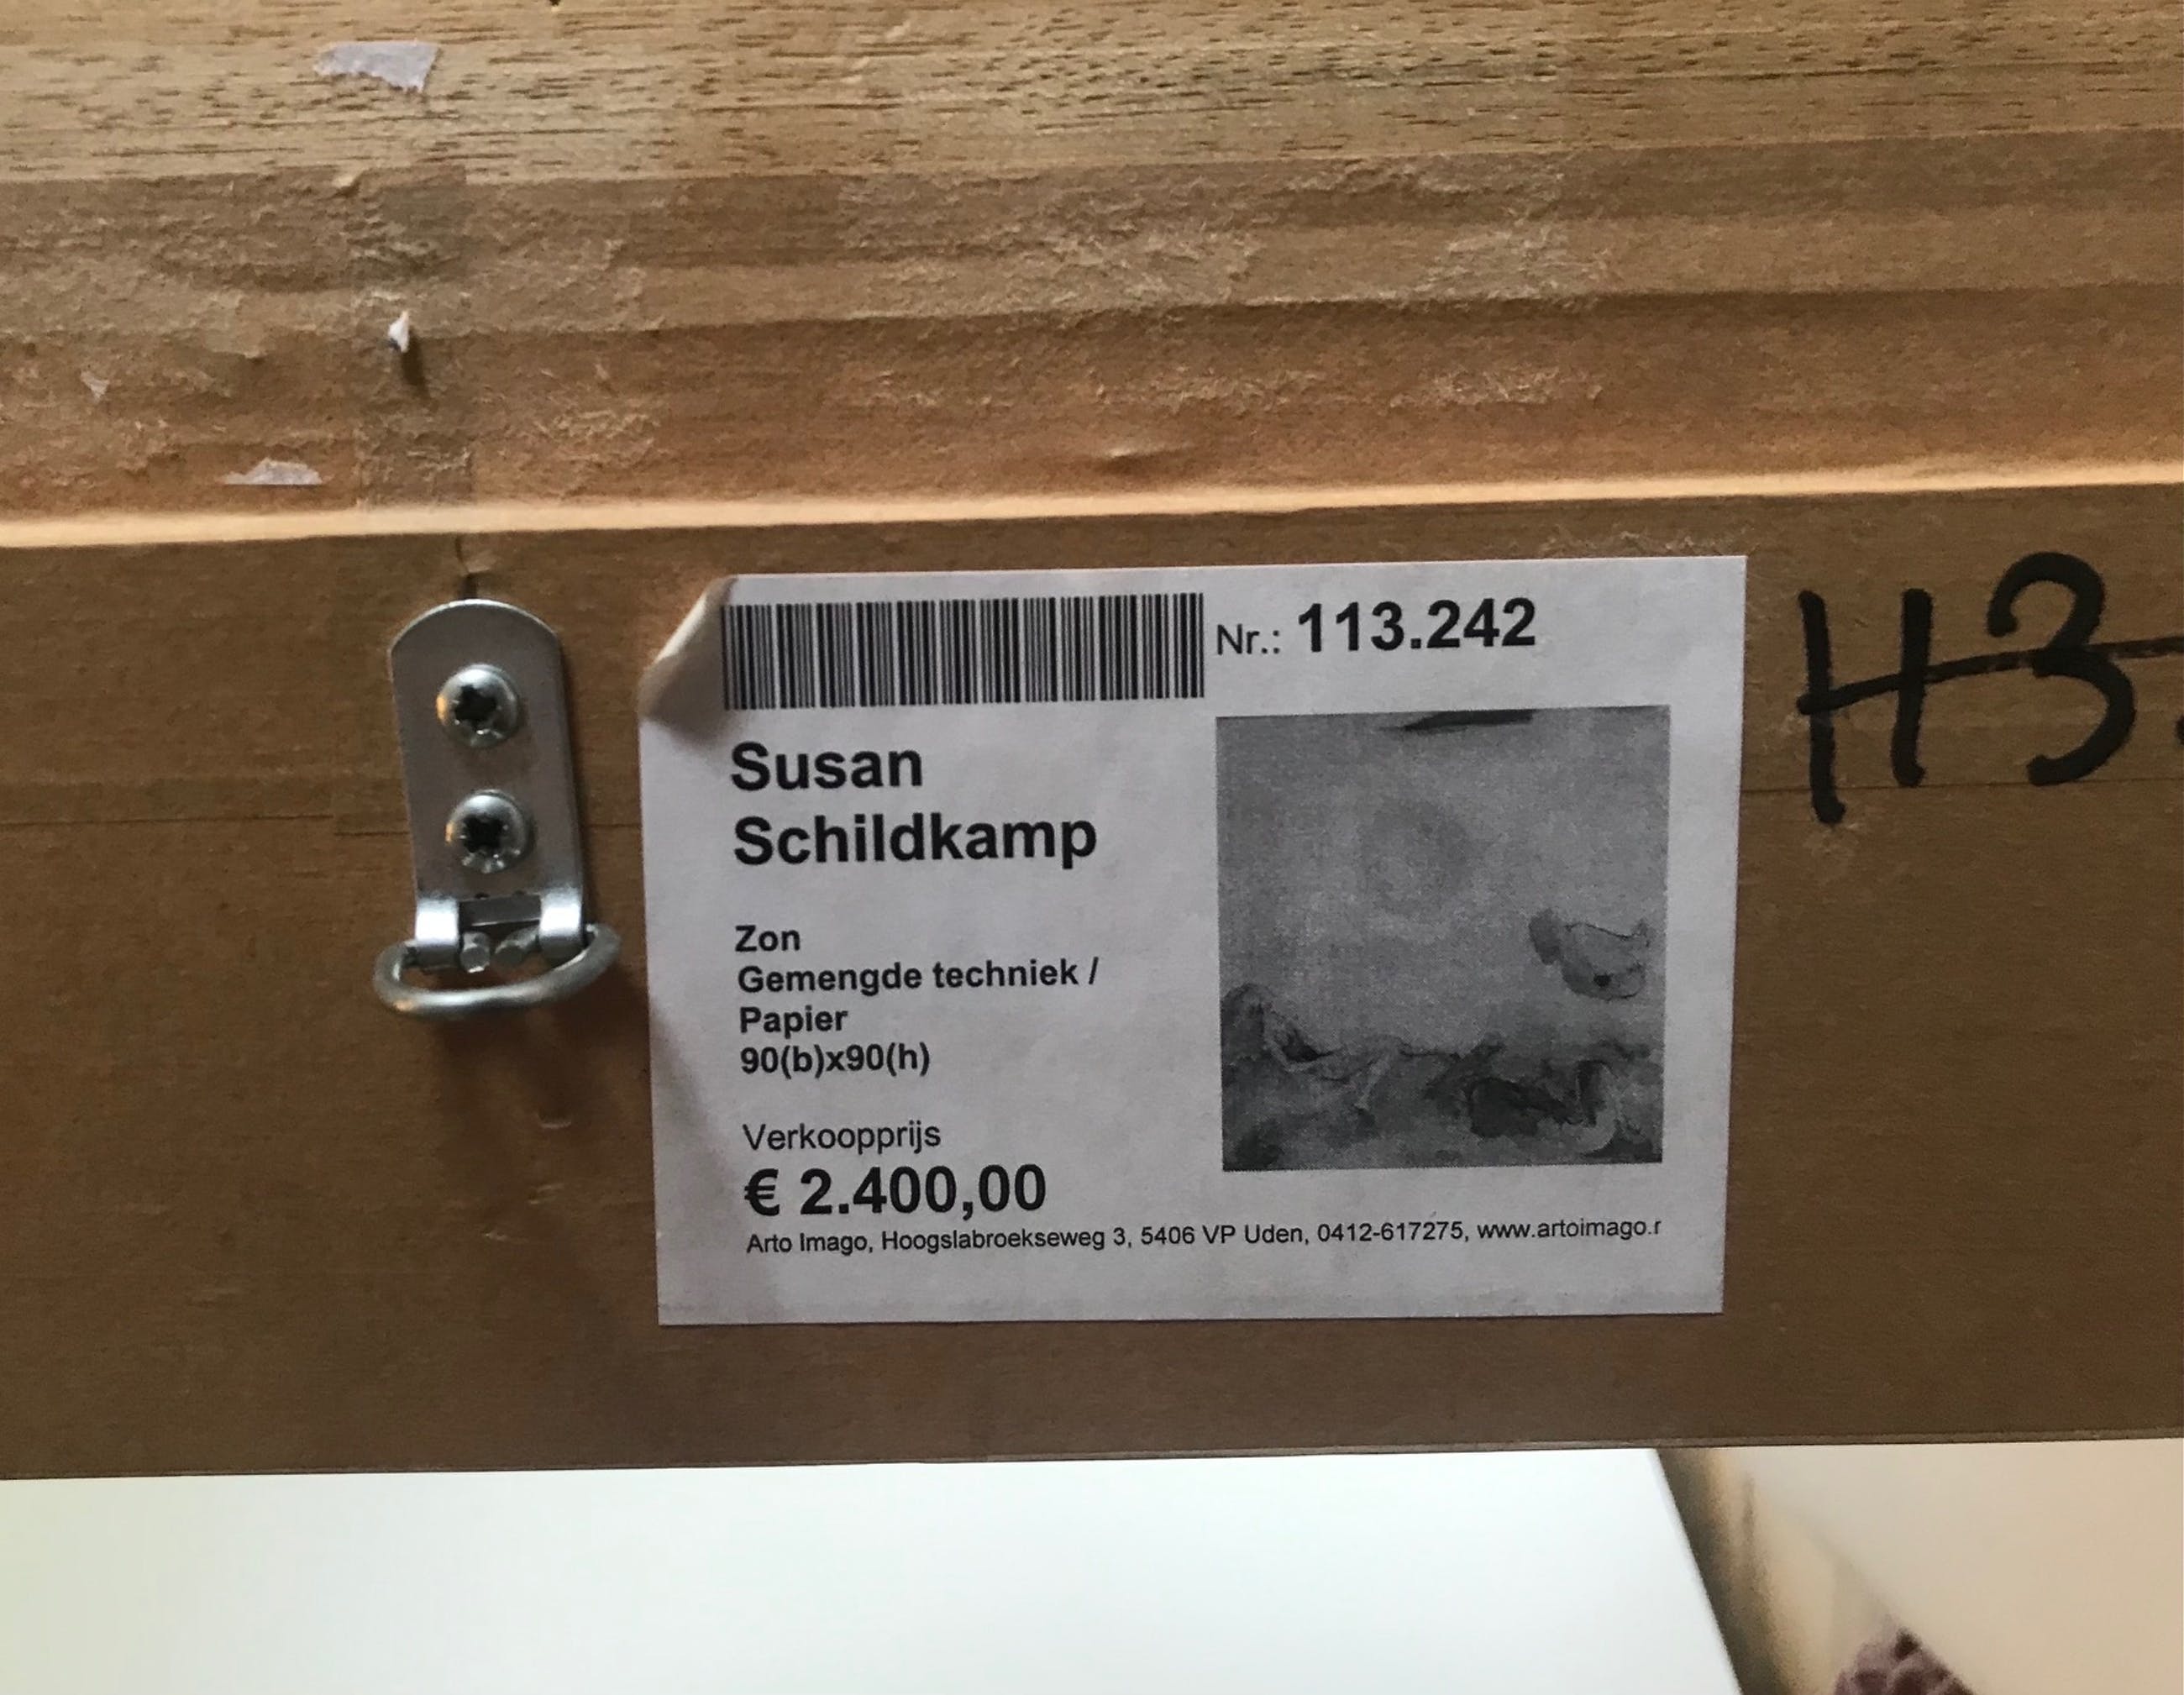 Nr.: 113.242
Susan
Schildkamp
Zon
Gemengde techniek /
Papier
90(b)x90(h)
Verkoopprijs
€ 2.400,00
Arto Imago, Hoogslabroekseweg 3, 5406 VP Uden, 0412-617275, www.artoimago.r
H3